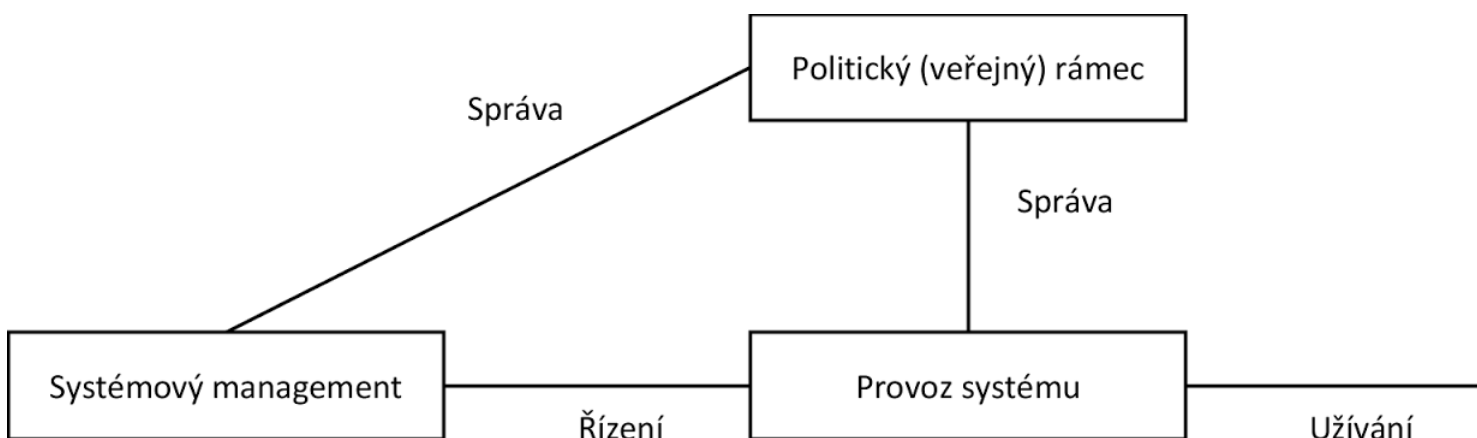 Politický (veřejný) rámec
Správa
Správa
Systémový management
Provoz systému
Řízení
Užívání